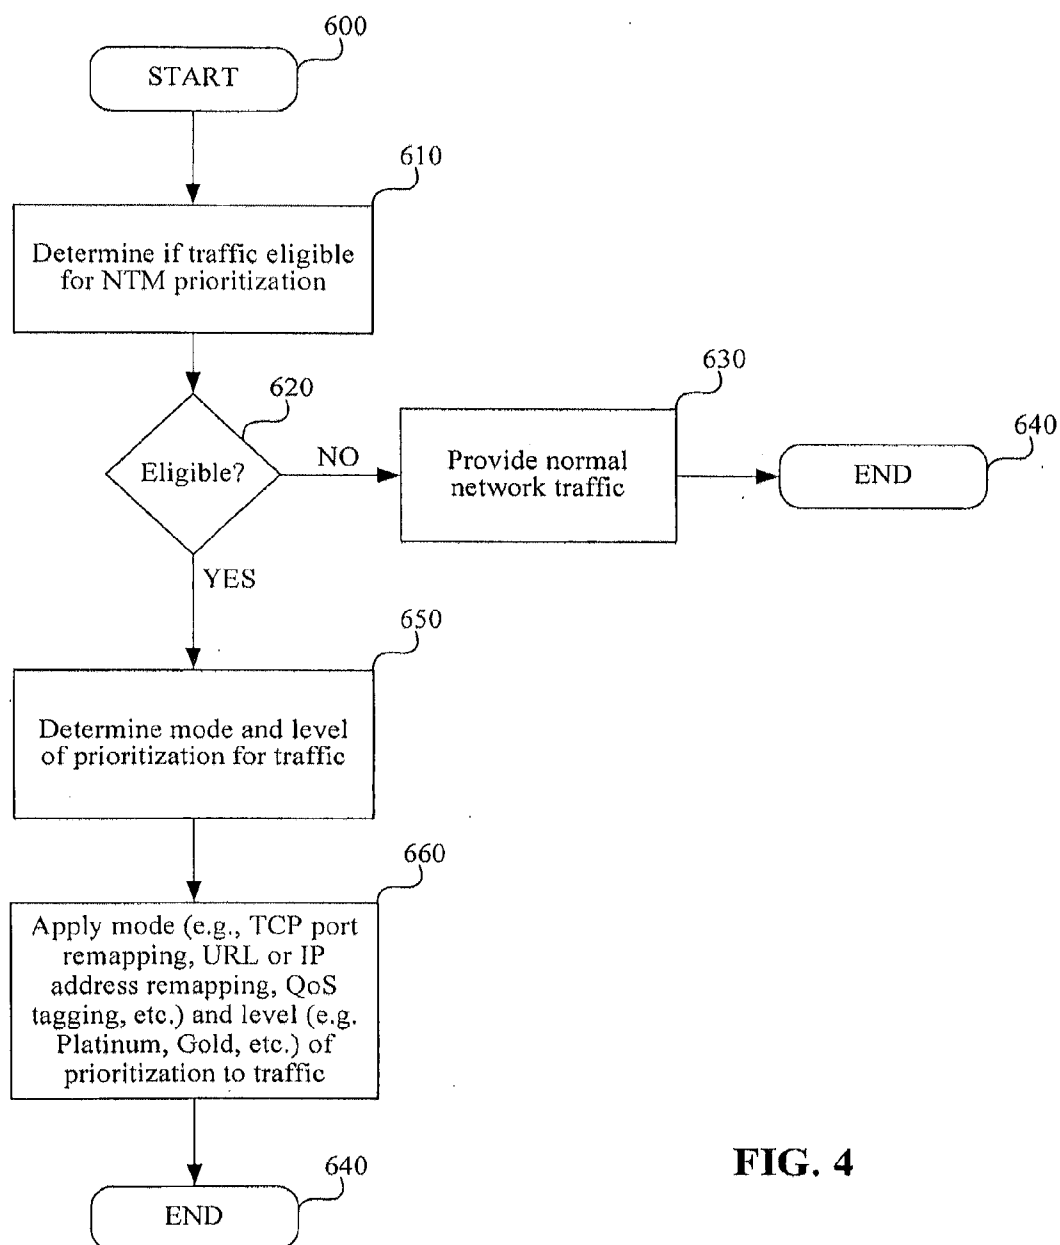 600
START
610
Determine if traffic eligible
for NTM prioritization
620
Eligible?
NO
630
Provide normal
network traffic
640
END
YES
650
Determine mode and level
of prioritization for traffic
660
Apply mode (e.g., TCP port
remapping, URL or IP
address remapping, QoS
tagging, etc.) and level (e.g.
Platinum, Gold, etc.) of
prioritization to traffic
640
END
FIG. 4